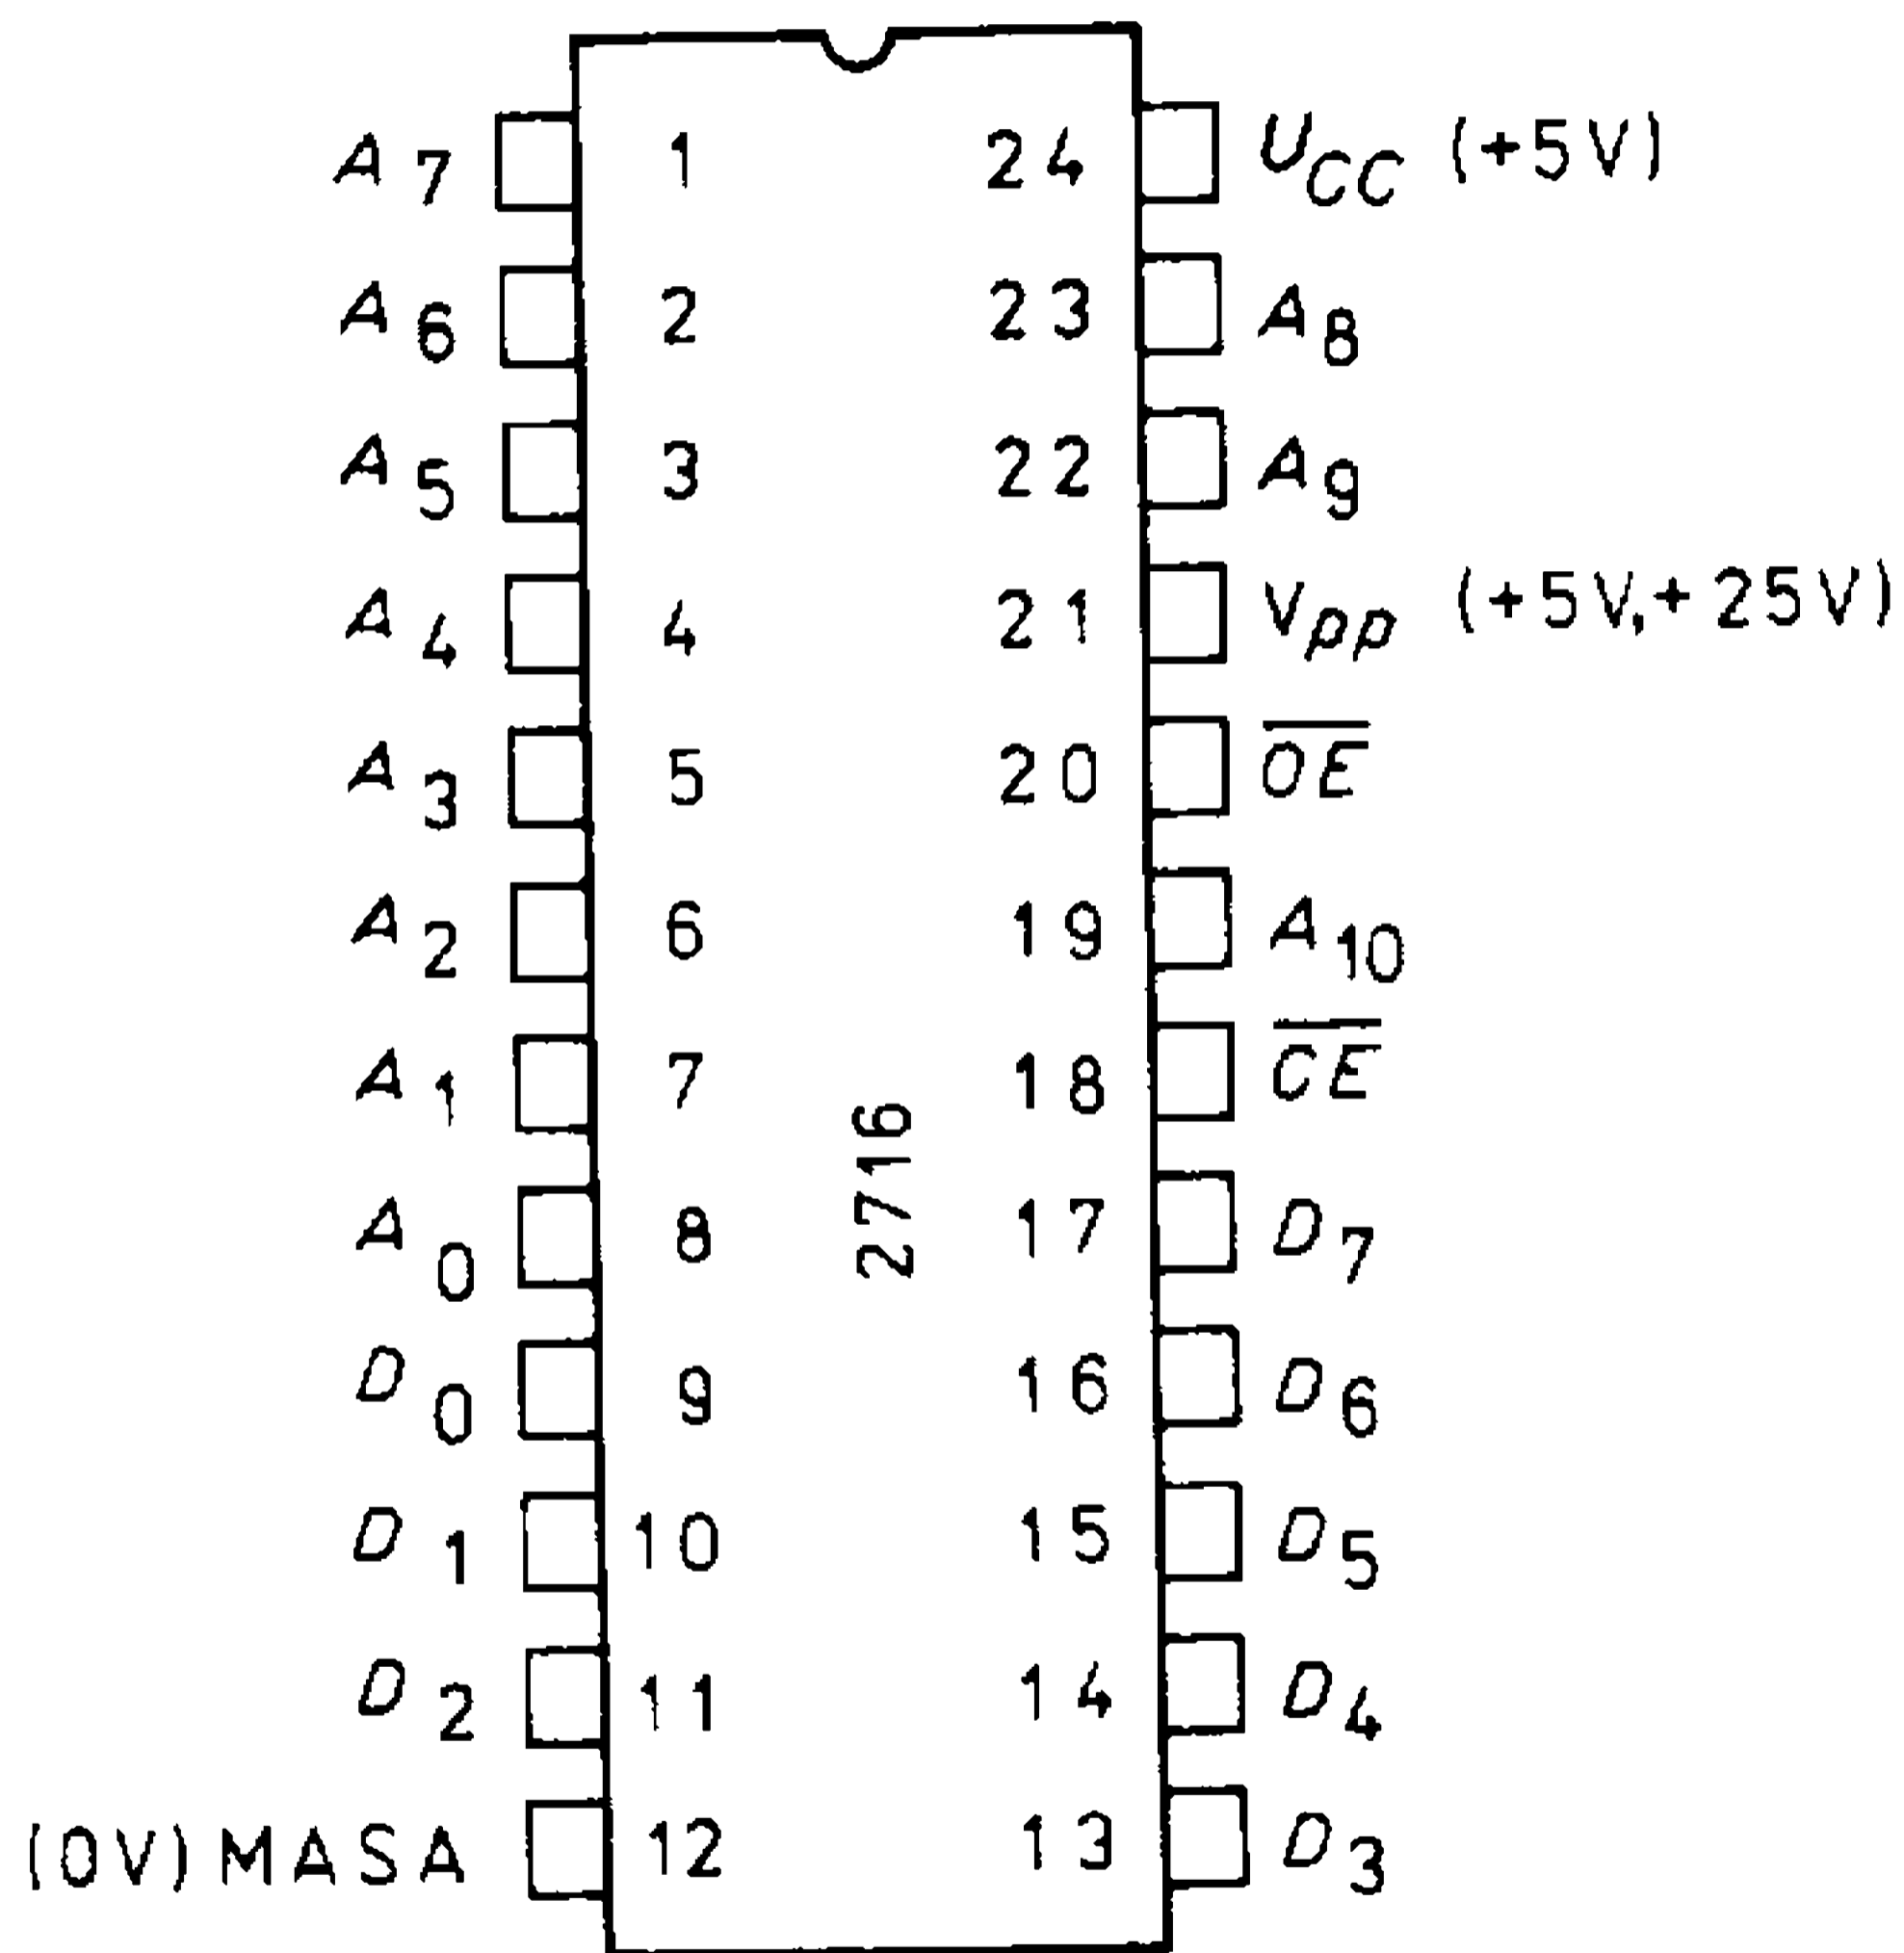 A7 1 24 UCC (+5V)
A6 2 23 A8
A5 3 22 A9
A4 4 21 Vpp (+5V,+25V)
A3 5 20 O̅E̅
A2 6 19 A10
A1 7 18 C̅E̅
A0 8 17 D7
2716
D0 9 16 D6
D1 10 15 D5
D2 11 14 D4
(0V)MASA 12 13 D3